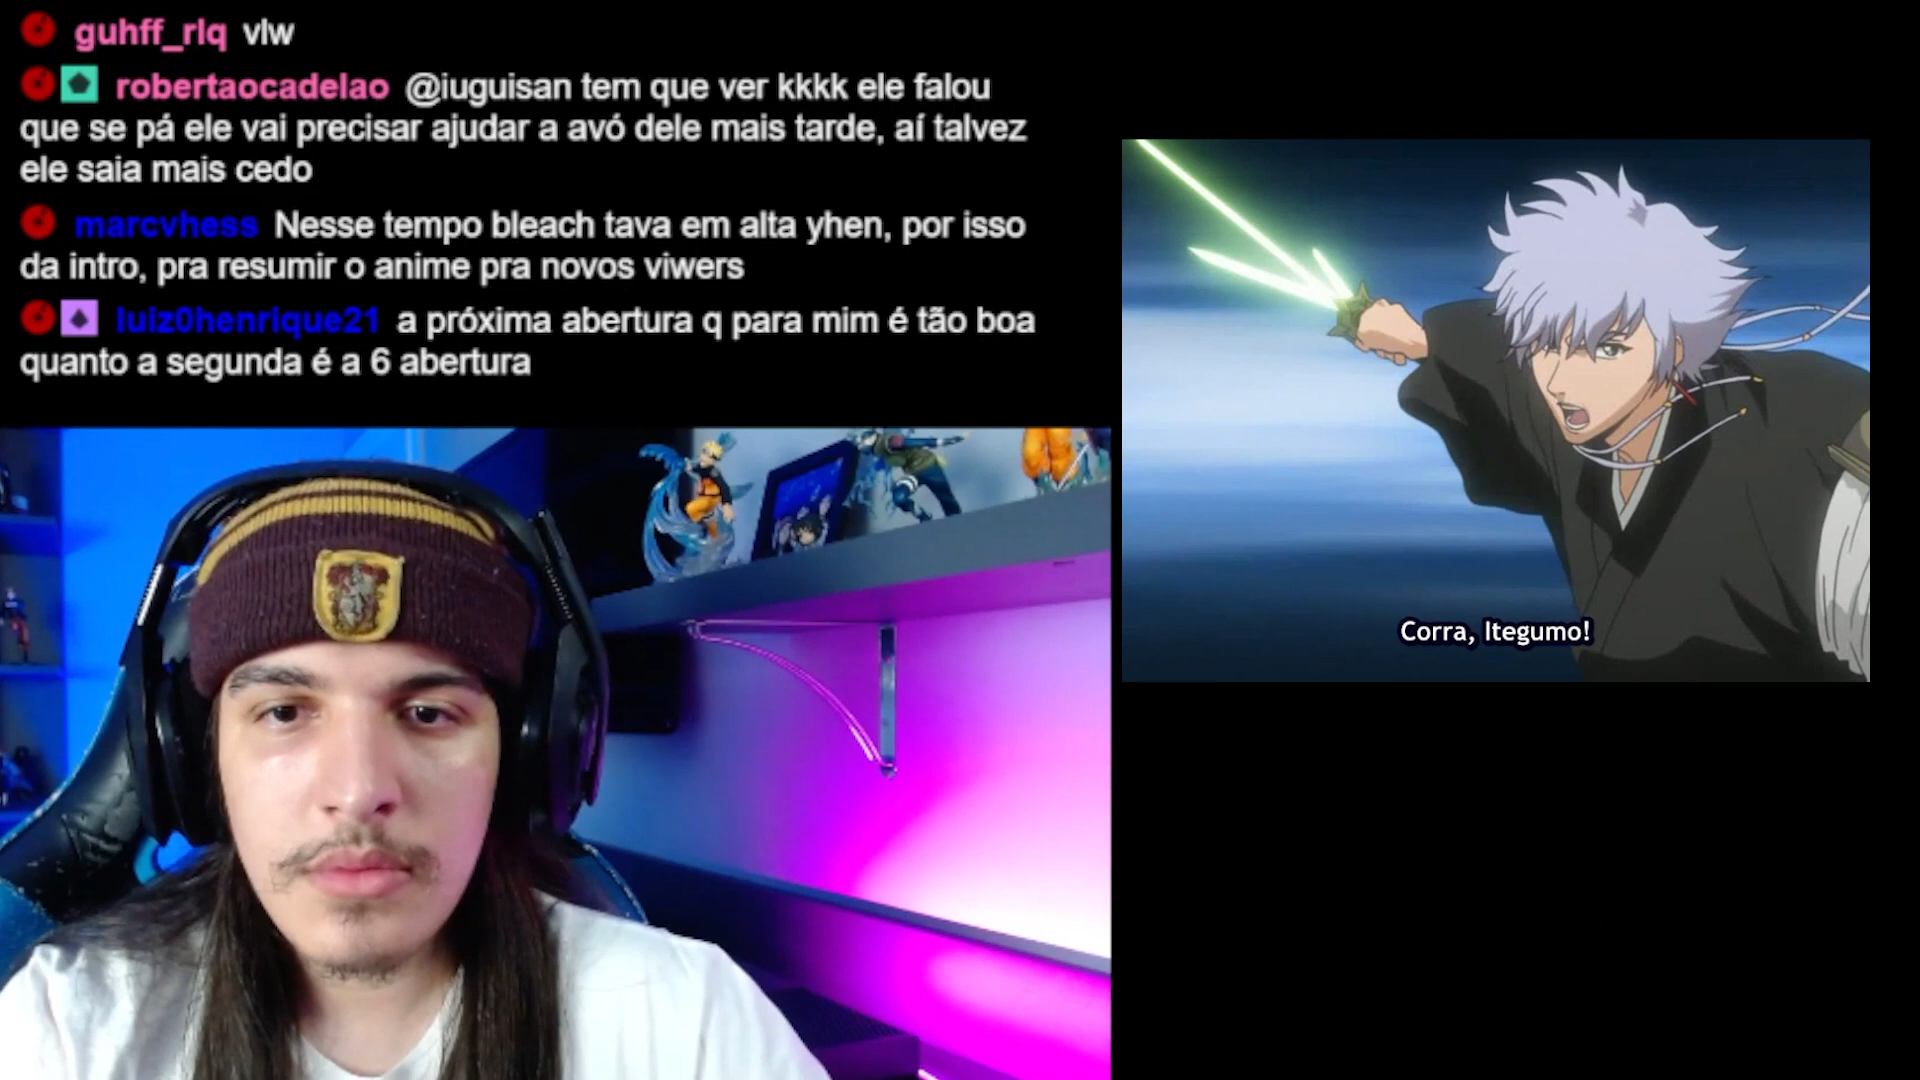 guhff_rlq vlw
robertaocadelao @iuguisan tem que ver kkkk ele falou
que se pá ele vai precisar ajudar a avó dele mais tarde, aí talvez
ele saia mais cedo
marcvhess Nesse tempo bleach tava em alta yhen, por isso
da intro, pra resumir o anime pra novos viwers
luiz0henrique21 a próxima abertura q para mim é tão boa
quanto a segunda é a 6 abertura
Corra, Itegumo!